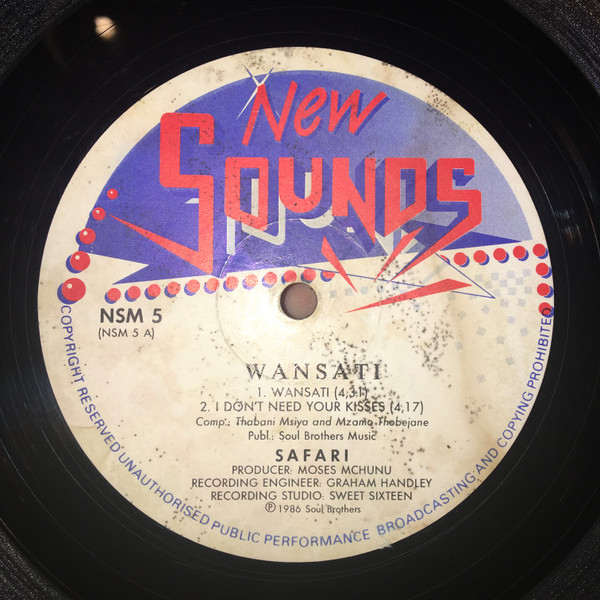 New
SOUNDS
NSM 5
(NSM 5 A)
WANSATI
1. WANSATI (4,31)
2. I DON'T NEED YOUR KISSES (4,17)
Comp.: Thabani Msiya and Mzamo Thobejane
Publ.: Soul Brothers Music
SAFARI
PRODUCER: MOSES MCHUNU
RECORDING ENGINEER: GRAHAM HANDLEY
RECORDING STUDIO: SWEET SIXTEEN
℗ 1986 Soul Brothers
COPYRIGHT RESERVED UNAUTHORISED PUBLIC PERFORMANCE BROADCASTING AND COPYING PROHIBITED